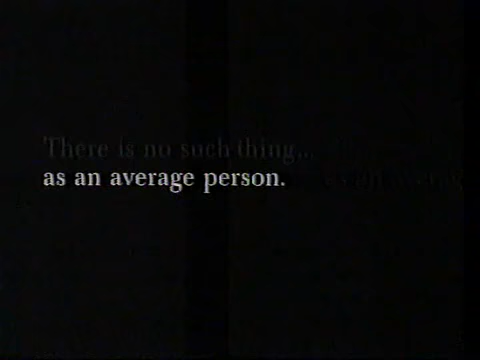 There is no such thing...
as an average person.